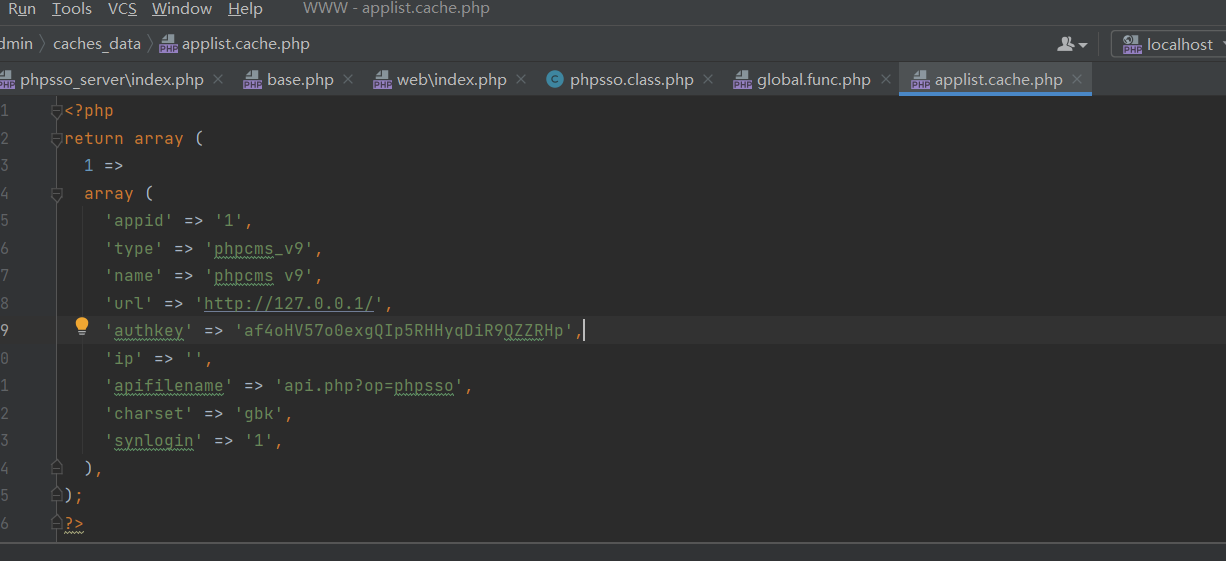 Run Tools VCS Window Help WWW - applist.cache.php
dmin caches_data applist.cache.php localhost
phpsso_server\index.php base.php web\index.php phpsso.class.php global.func.php applist.cache.php
1 <?php
2 return array (
3 1 =>
4 array (
5 'appid' => '1',
6 'type' => 'phpcms_v9',
7 'name' => 'phpcms v9',
8 'url' => 'http://127.0.0.1/',
9 'authkey' => 'af4oHV57o0exgQIp5RHHyqDiR9QZZRHp',
0 'ip' => '',
1 'apifilename' => 'api.php?op=phpsso',
2 'charset' => 'gbk',
3 'synlogin' => '1',
4 ),
5 );
6 ?>